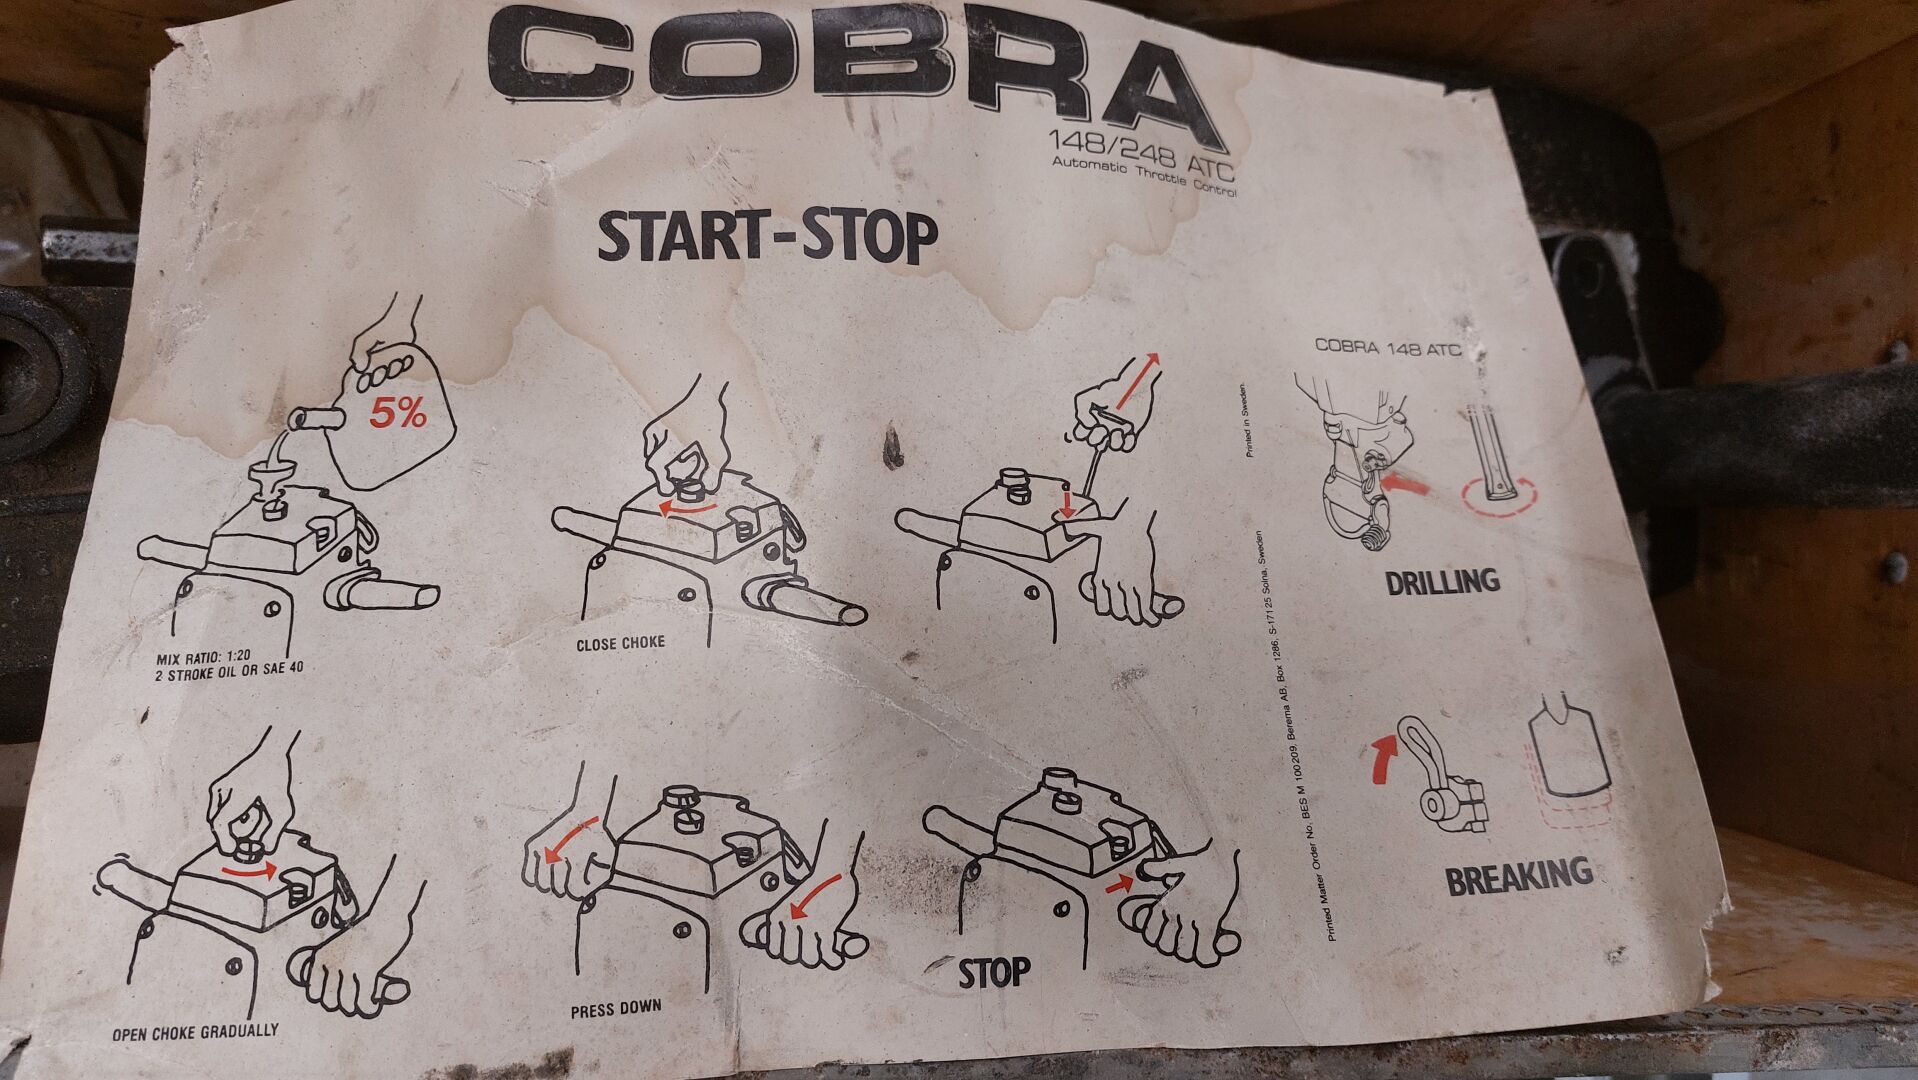 COBRA
148/248 ATC
Automatic Throttle Control
START-STOP
5%
MIX RATIO: 1:20
2 STROKE OIL OR SAE 40
CLOSE CHOKE
OPEN CHOKE GRADUALLY
PRESS DOWN
STOP
Printed in Sweden.
Printed Matter Order No, BES M 100209, Berema AB, Box 1286, S-171 25 Solna, Sweden
COBRA 148 ATC
DRILLING
BREAKING